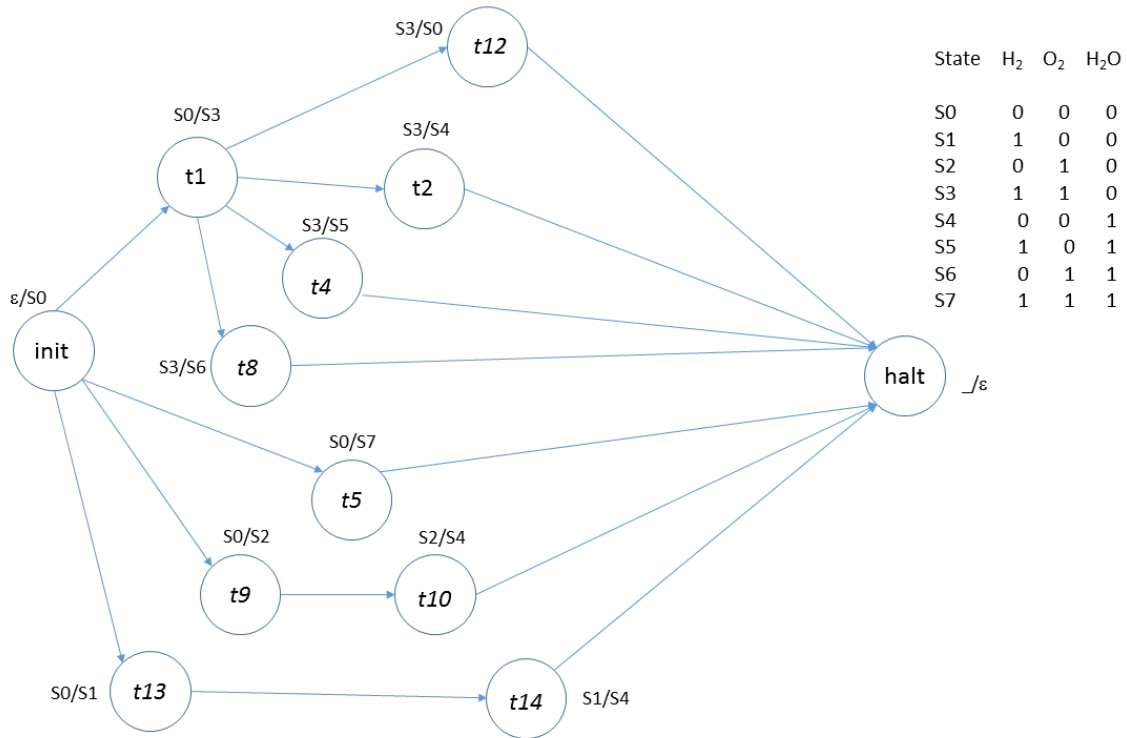 S3/S0
t12
S0/S3
t1
S3/S4
t2
S3/S5
t4
ε/S0
init
S3/S6
t8
halt
_/ε
S0/S7
t5
S0/S2
t9
S2/S4
t10
S0/S1
t13
t14
S1/S4
State H₂ O₂ H₂O
S0 0 0 0
S1 1 0 0
S2 0 1 0
S3 1 1 0
S4 0 0 1
S5 1 0 1
S6 0 1 1
S7 1 1 1